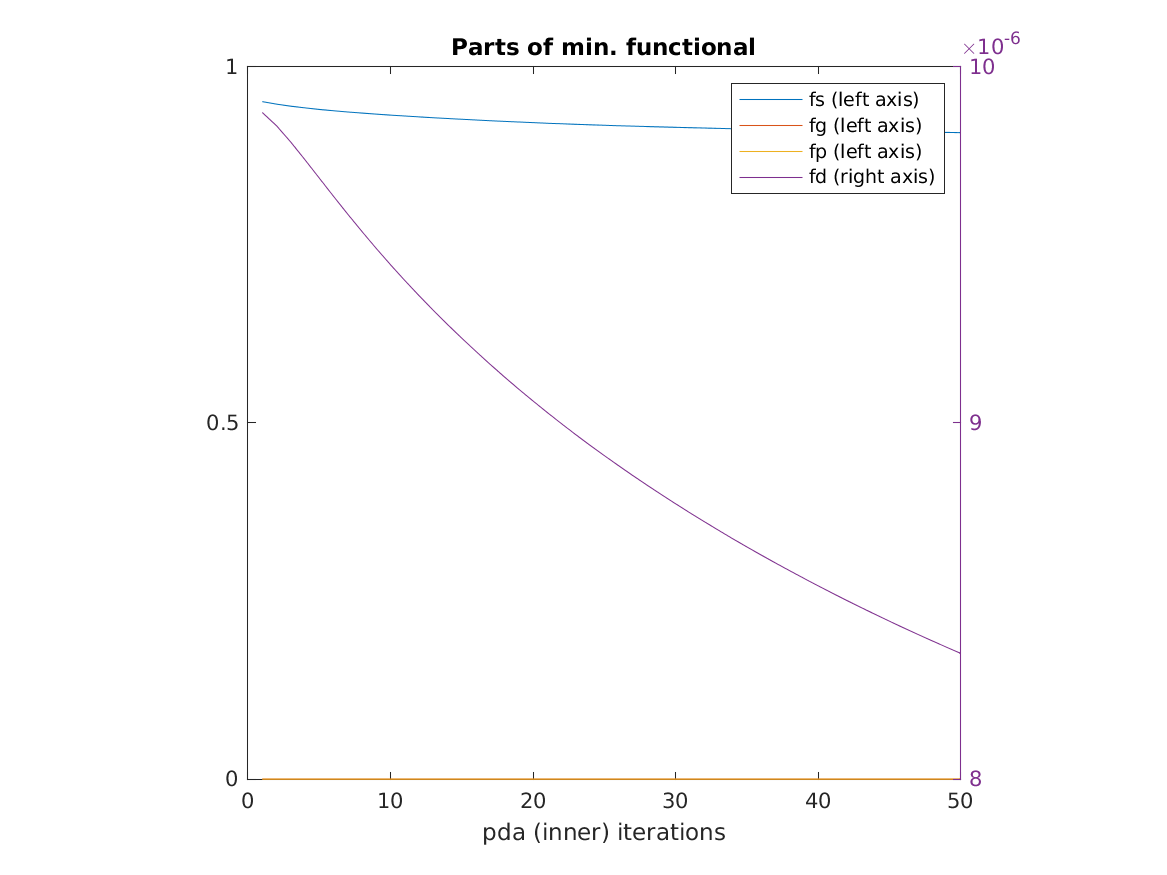 Parts of min. functional
×10-6
1
10
fs (left axis)
fg (left axis)
fp (left axis)
fd (right axis)
0.5
9
0
8
0 10 20 30 40 50
pda (inner) iterations